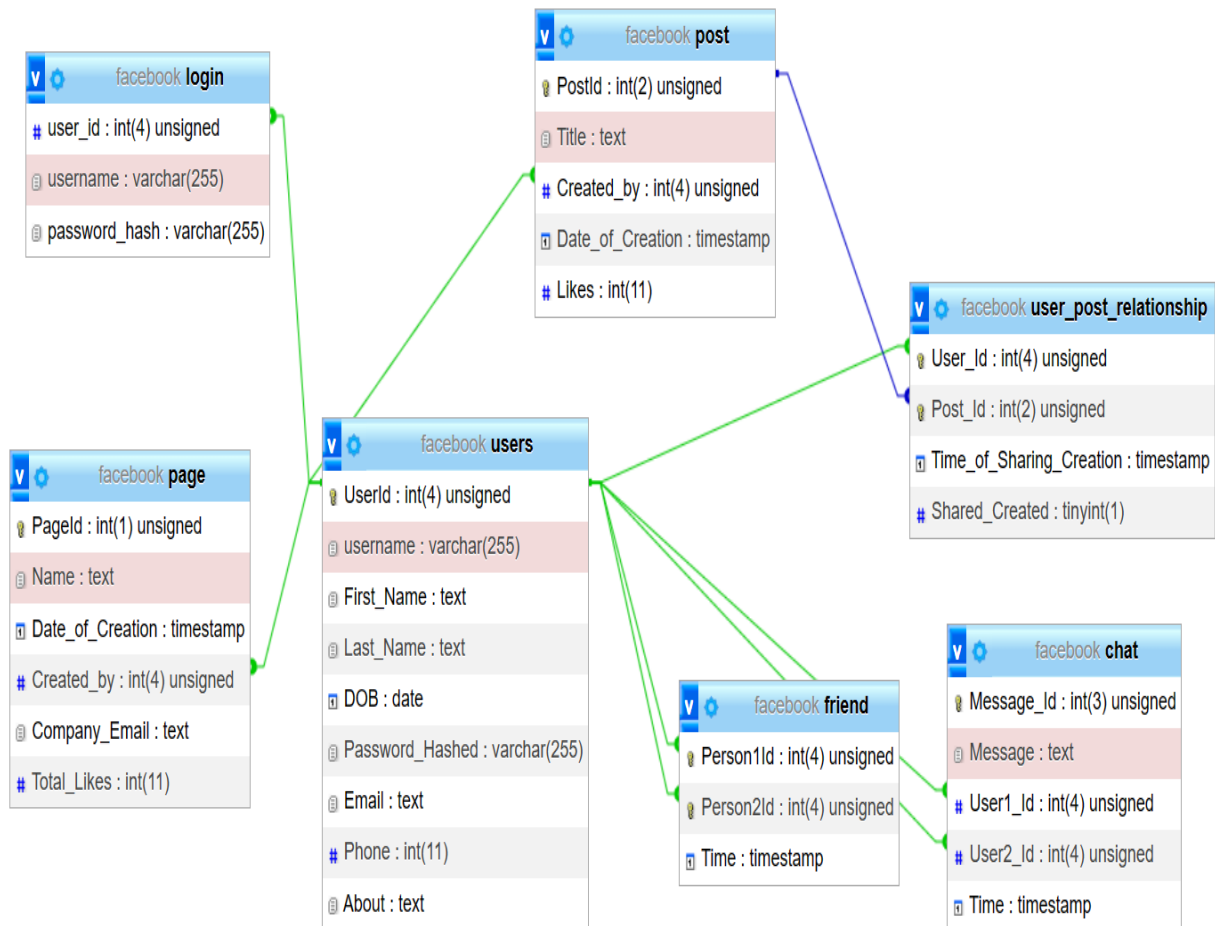 facebook login
user_id : int(4) unsigned
username : varchar(255)
password_hash : varchar(255)
facebook post
PostId : int(2) unsigned
Title : text
Created_by : int(4) unsigned
Date_of_Creation : timestamp
Likes : int(11)
facebook user_post_relationship
User_Id : int(4) unsigned
Post_Id : int(2) unsigned
Time_of_Sharing_Creation : timestamp
Shared_Created : tinyint(1)
facebook page
PageId : int(1) unsigned
Name : text
Date_of_Creation : timestamp
Created_by : int(4) unsigned
Company_Email : text
Total_Likes : int(11)
facebook users
UserId : int(4) unsigned
username : varchar(255)
First_Name : text
Last_Name : text
DOB : date
Password_Hashed : varchar(255)
Email : text
Phone : int(11)
About : text
facebook friend
Person1Id : int(4) unsigned
Person2Id : int(4) unsigned
Time : timestamp
facebook chat
Message_Id : int(3) unsigned
Message : text
User1_Id : int(4) unsigned
User2_Id : int(4) unsigned
Time : timestamp